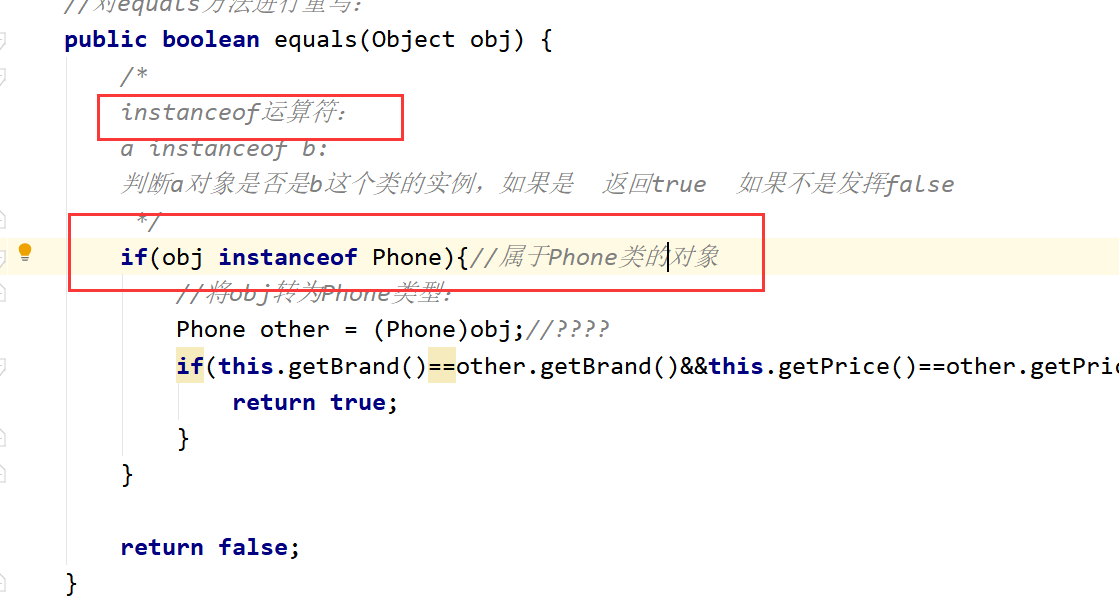 //对equals方法进行重写:
public boolean equals(Object obj) {
/*
instanceof运算符:
a instanceof b:
判断a对象是否是b这个类的实例，如果是 返回true 如果不是发挥false
*/
if(obj instanceof Phone){//属于Phone类的对象
//将obj转为Phone类型:
Phone other = (Phone)obj;//????
if(this.getBrand()==other.getBrand()&&this.getPrice()==other.getPric
return true;
}
}
return false;
}